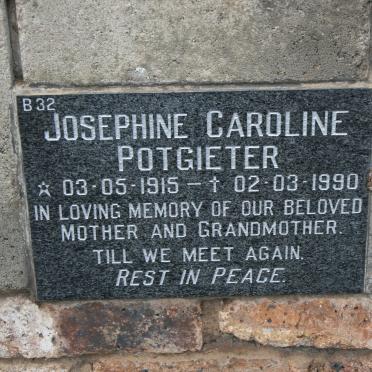 B32
JOSEPHINE CAROLINE
POTGIETER
☆ 03-05-1915 - † 02-03-1990
IN LOVING MEMORY OF OUR BELOVED
MOTHER AND GRANDMOTHER.
TILL WE MEET AGAIN.
REST IN PEACE.